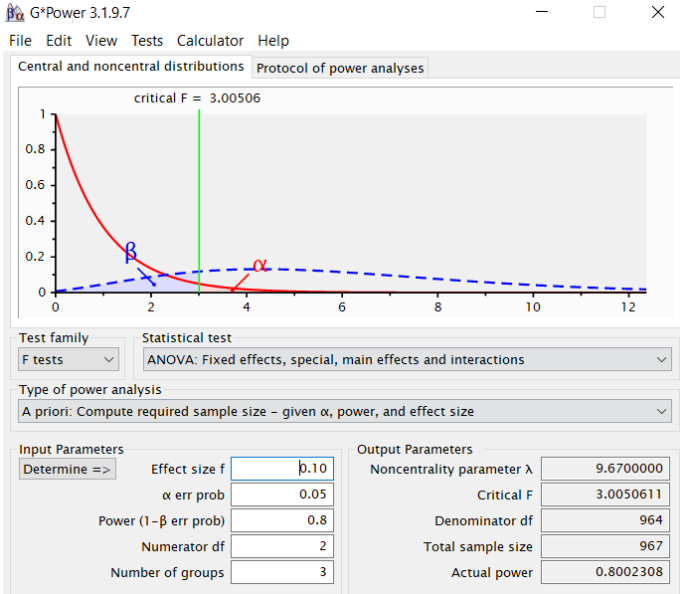 G*Power 3.1.9.7
File Edit View Tests Calculator Help
Central and noncentral distributions Protocol of power analyses
critical F = 3.00506
1
0.8
0.6
0.4
0.2
0
β
α
0 2 4 6 8 10 12
Test family Statistical test
F tests ANOVA: Fixed effects, special, main effects and interactions
Type of power analysis
A priori: Compute required sample size - given α, power, and effect size
Input Parameters Output Parameters
Determine => Effect size f 0.10 Noncentrality parameter λ 9.6700000
α err prob 0.05 Critical F 3.0050611
Power (1-β err prob) 0.8 Denominator df 964
Numerator df 2 Total sample size 967
Number of groups 3 Actual power 0.8002308